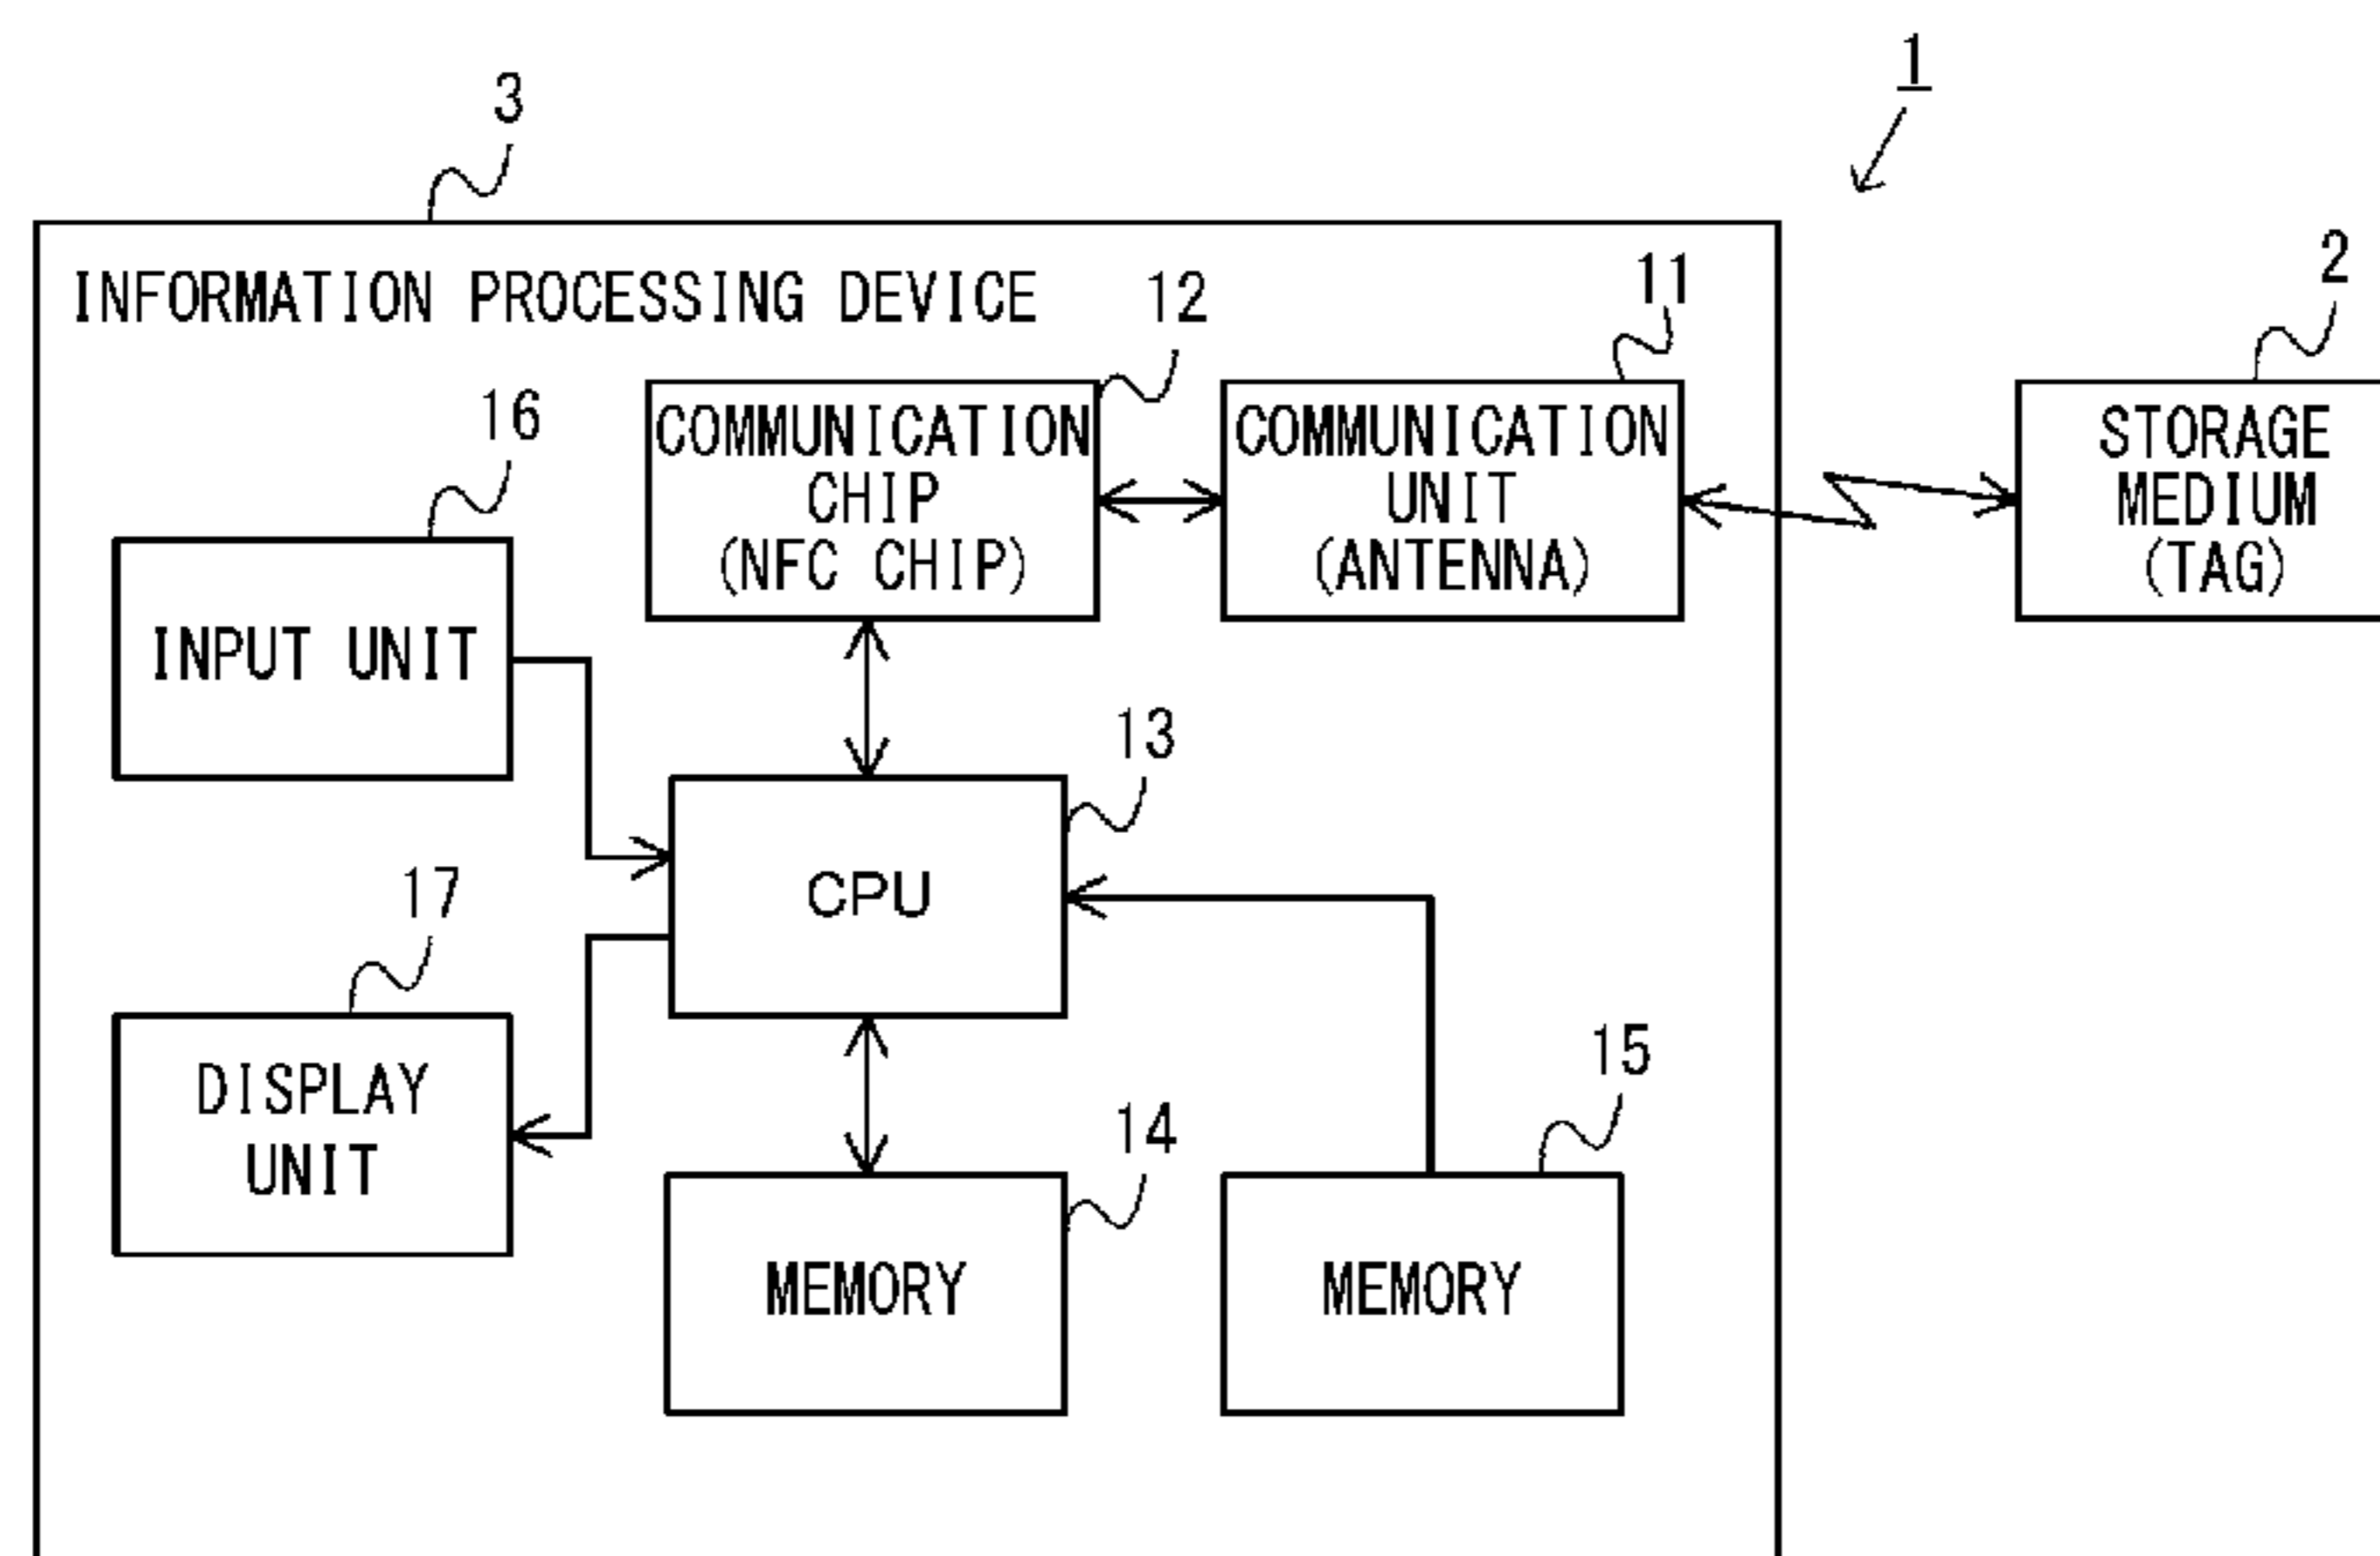 1
3
INFORMATION PROCESSING DEVICE
12
11
2
COMMUNICATION
CHIP
(NFC CHIP)
COMMUNICATION
UNIT
(ANTENNA)
STORAGE
MEDIUM
(TAG)
16
INPUT UNIT
13
CPU
17
DISPLAY
UNIT
14
MEMORY
15
MEMORY